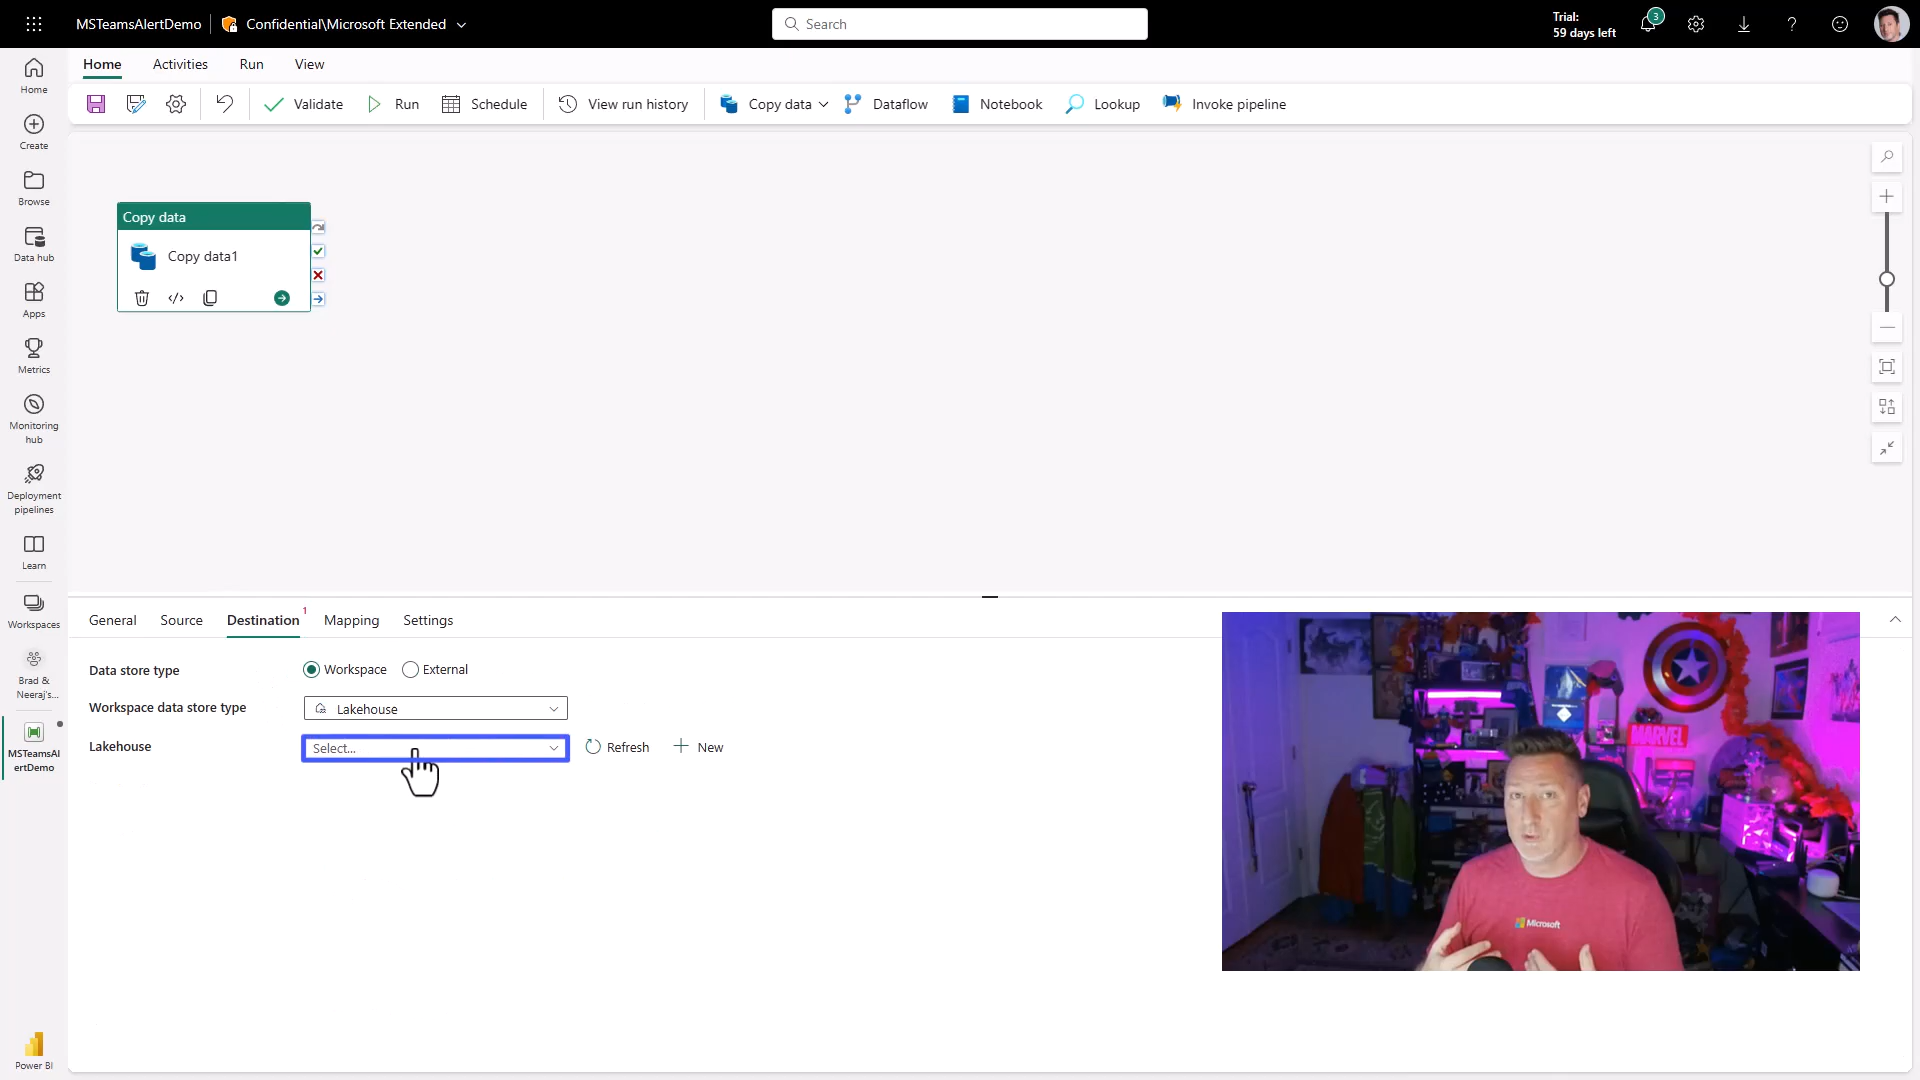 MSTeamsAlertDemo
Confidential\Microsoft Extended
Search
Trial:
59 days left
3
Home
Activities
Run
View
Validate
Run
Schedule
View run history
Copy data
Dataflow
Notebook
Lookup
Invoke pipeline
Home
Create
Browse
Data hub
Apps
Metrics
Monitoring
hub
Deployment
pipelines
Learn
Workspaces
Brad &
Neeraj's...
MSTeamsAl
ertDemo
Power BI
Copy data
Copy data1
General
Source
Destination
1
Mapping
Settings
Data store type
Workspace
External
Workspace data store type
Lakehouse
Lakehouse
Select...
Refresh
New
MARVEL
Microsoft